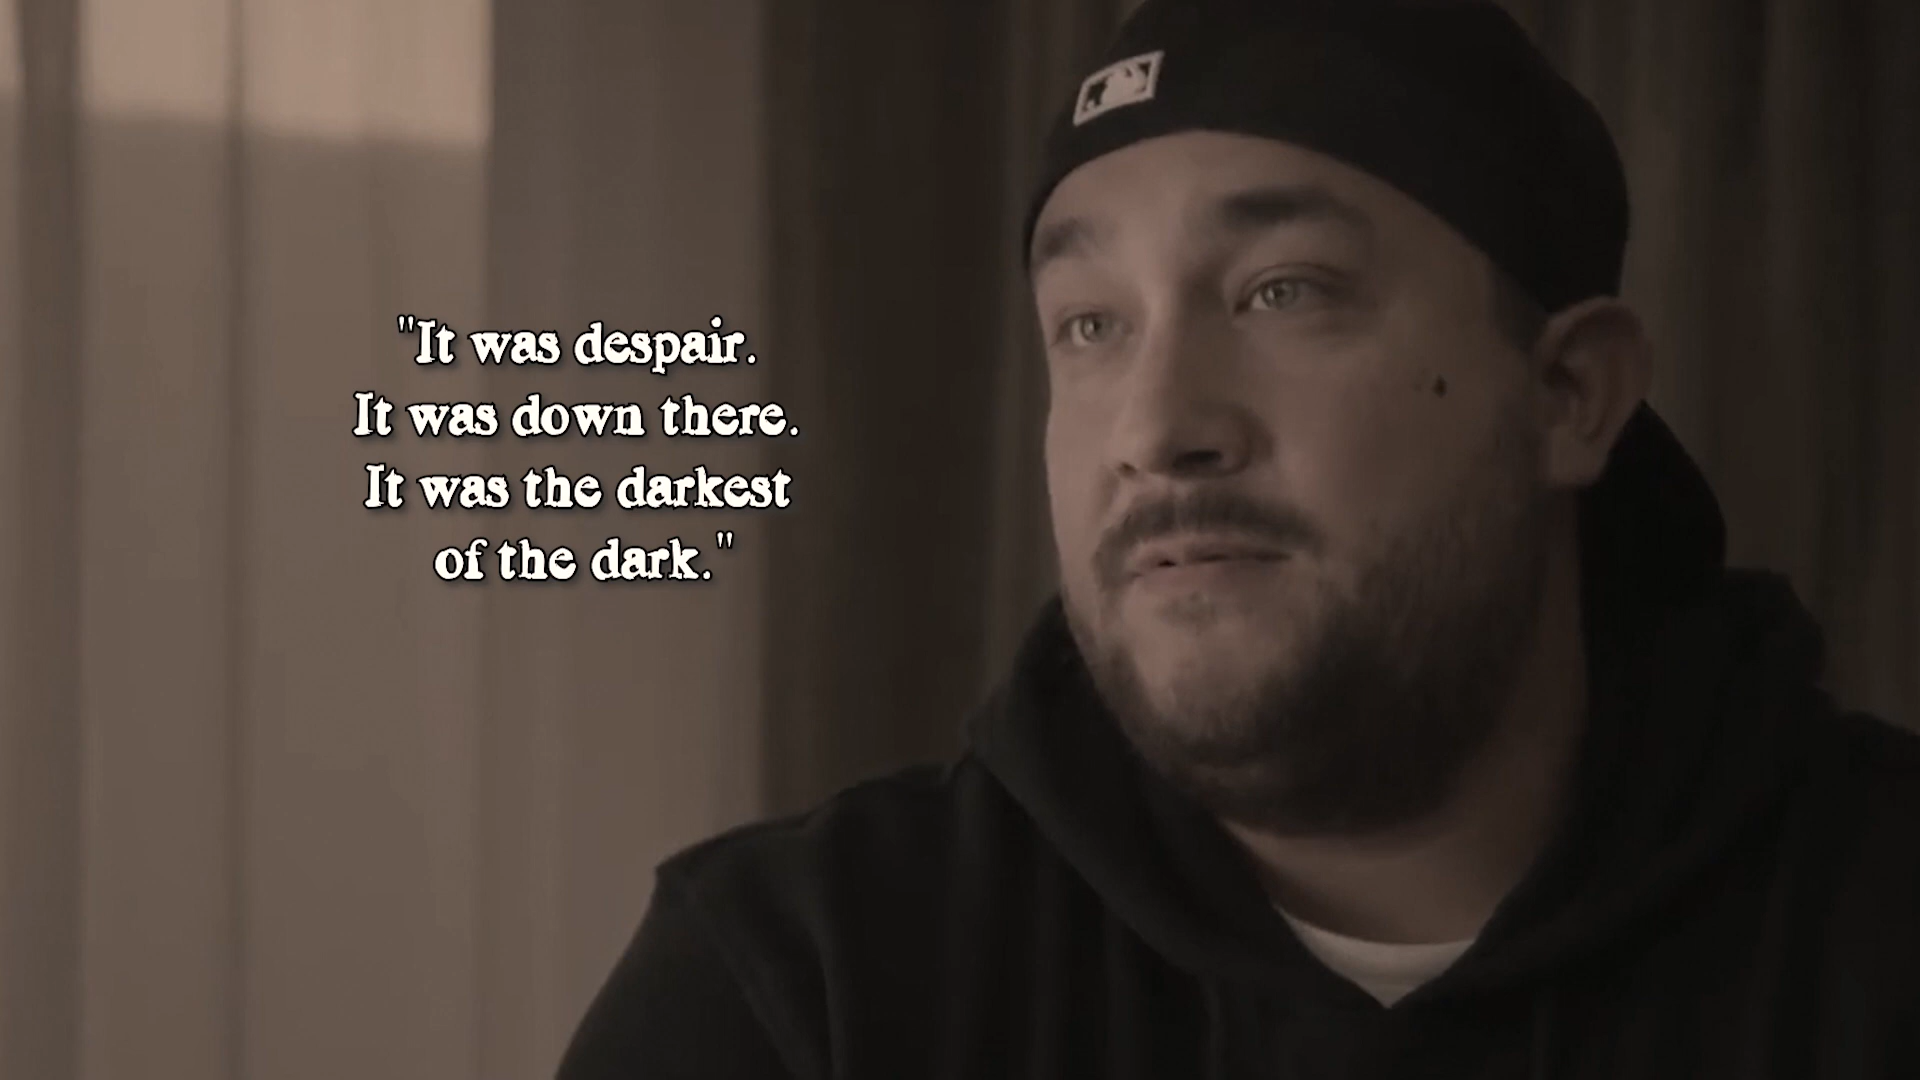 "It was despair.
It was down there.
It was the darkest
of the dark."